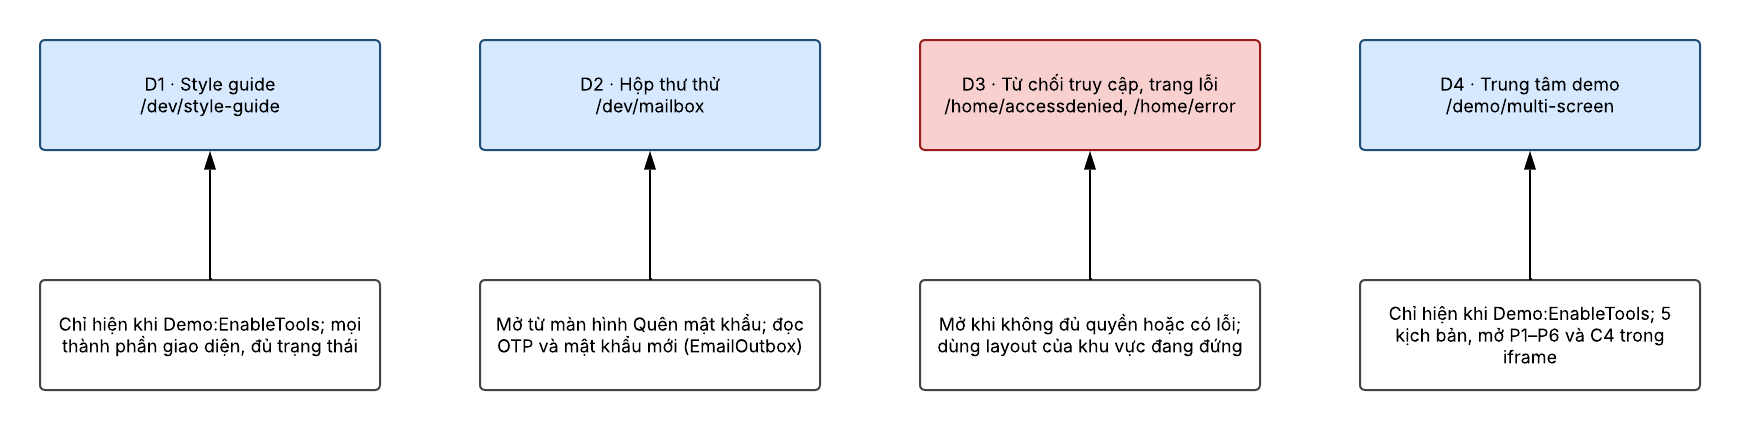 D1 · Style guide
/dev/style-guide
D2 · Hộp thư thử
/dev/mailbox
D3 · Từ chối truy cập, trang lỗi
/home/accessdenied, /home/error
D4 · Trung tâm demo
/demo/multi-screen
Chỉ hiện khi Demo:EnableTools; mọi
thành phần giao diện, đủ trạng thái
Mở từ màn hình Quên mật khẩu; đọc
OTP và mật khẩu mới (EmailOutbox)
Mở khi không đủ quyền hoặc có lỗi;
dùng layout của khu vực đang đứng
Chỉ hiện khi Demo:EnableTools; 5
kịch bản, mở P1–P6 và C4 trong
iframe